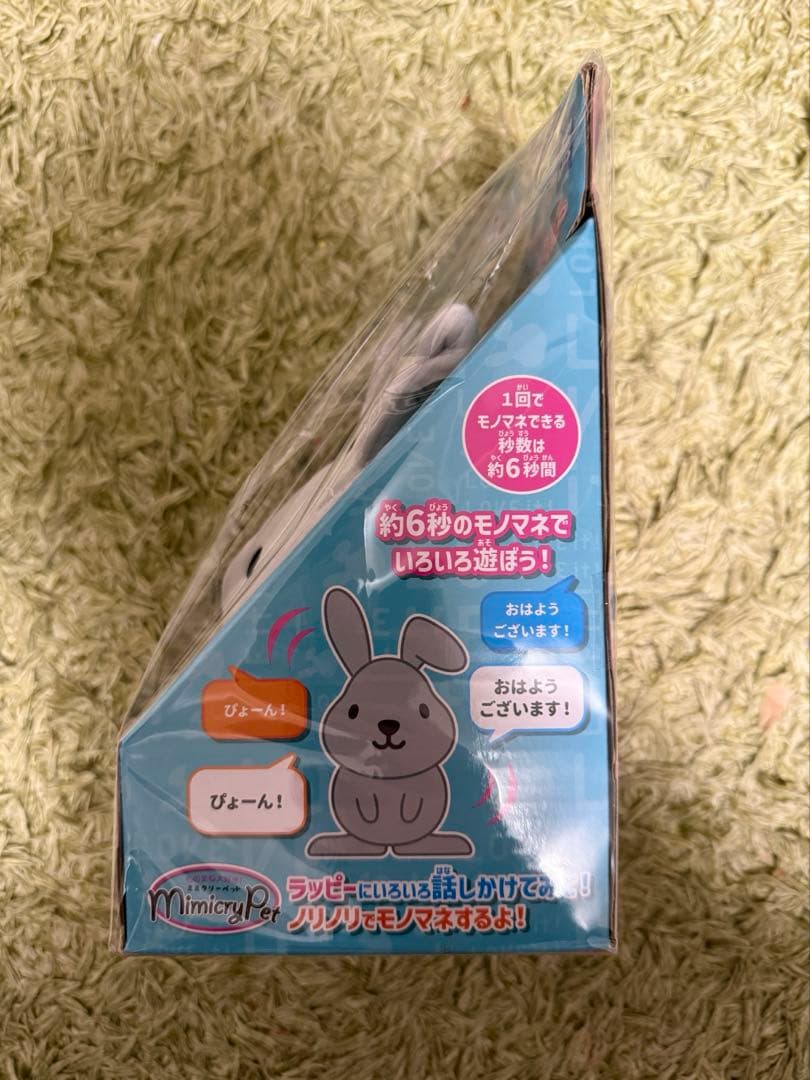 1回で
モノマネできる
秒数は
約6秒間
約6秒のモノマネで
いろいろ遊ぼう!
おはよう
ございます!
おはよう
ございます!
ぴょーん!
ぴょーん!
ミミクリーペット
Mimicry Pet
ラッピーにいろいろ話しかけてみてね!
ノリノリでモノマネするよ!